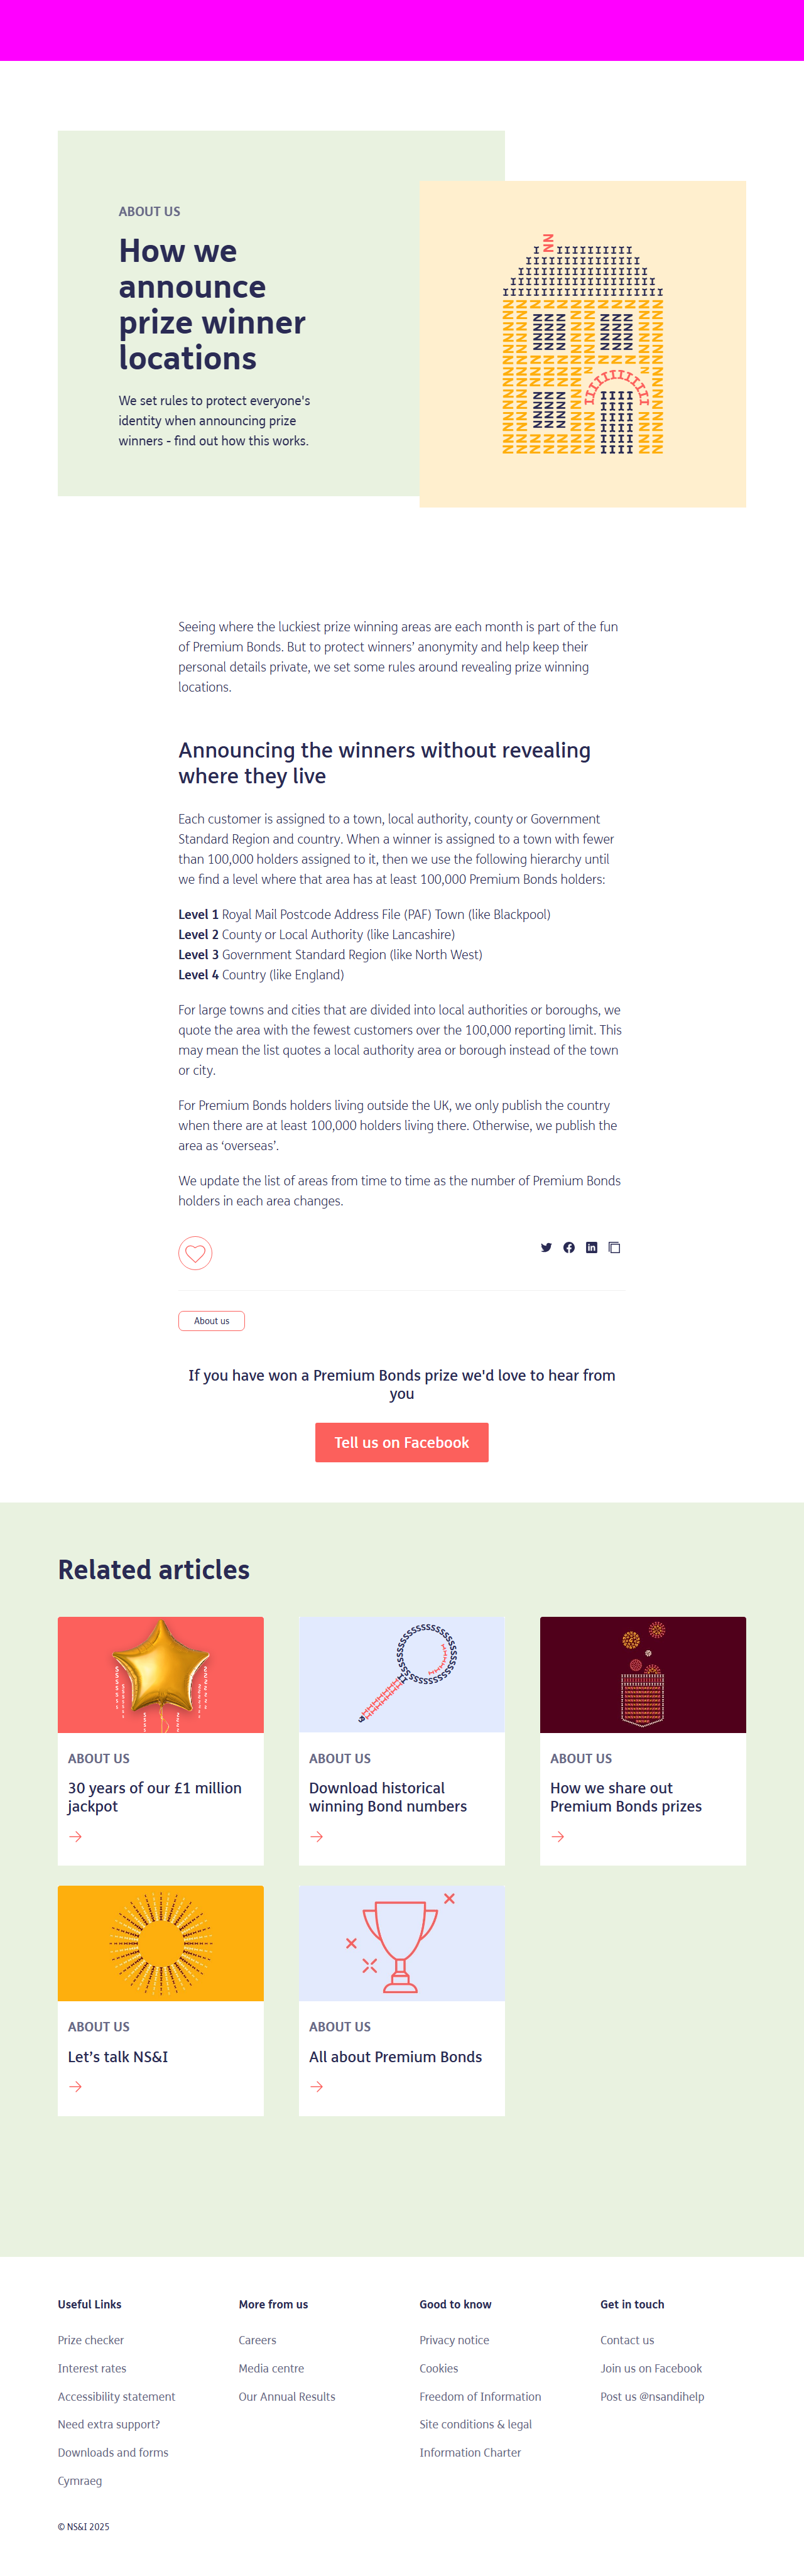 ABOUT US
How we
announce
prize winner
locations
We set rules to protect everyone's
identity when announcing prize
winners - find out how this works.
Seeing where the luckiest prize winning areas are each month is part of the fun
of Premium Bonds. But to protect winners’ anonymity and help keep their
personal details private, we set some rules around revealing prize winning
locations.
Announcing the winners without revealing
where they live
Each customer is assigned to a town, local authority, county or Government
Standard Region and country. When a winner is assigned to a town with fewer
than 100,000 holders assigned to it, then we use the following hierarchy until
we find a level where that area has at least 100,000 Premium Bonds holders:
Level 1 Royal Mail Postcode Address File (PAF) Town (like Blackpool)
Level 2 County or Local Authority (like Lancashire)
Level 3 Government Standard Region (like North West)
Level 4 Country (like England)
For large towns and cities that are divided into local authorities or boroughs, we
quote the area with the fewest customers over the 100,000 reporting limit. This
may mean the list quotes a local authority area or borough instead of the town
or city.
For Premium Bonds holders living outside the UK, we only publish the country
when there are at least 100,000 holders living there. Otherwise, we publish the
area as ‘overseas’.
We update the list of areas from time to time as the number of Premium Bonds
holders in each area changes.
About us
If you have won a Premium Bonds prize we'd love to hear from
you
Tell us on Facebook
Related articles
ABOUT US
30 years of our £1 million
jackpot
ABOUT US
Download historical
winning Bond numbers
ABOUT US
How we share out
Premium Bonds prizes
ABOUT US
Let’s talk NS&I
ABOUT US
All about Premium Bonds
Useful Links
Prize checker
Interest rates
Accessibility statement
Need extra support?
Downloads and forms
Cymraeg
More from us
Careers
Media centre
Our Annual Results
Good to know
Privacy notice
Cookies
Freedom of Information
Site conditions & legal
Information Charter
Get in touch
Contact us
Join us on Facebook
Post us @nsandihelp
© NS&I 2025